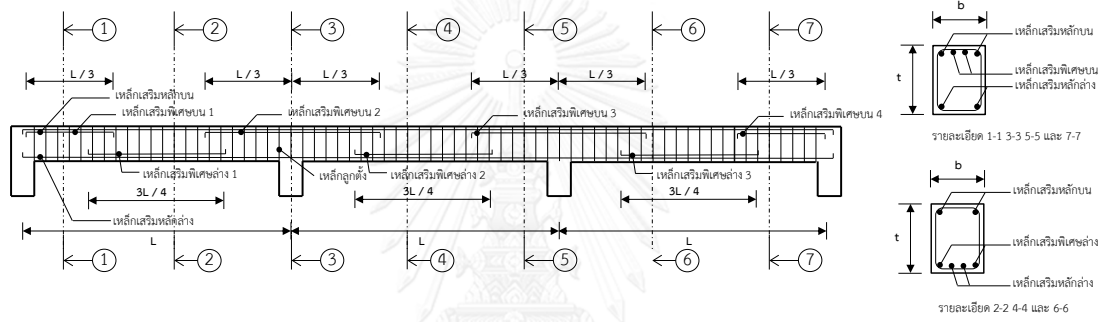 1 2 3 4 5 6 7
L / 3 L / 3 L / 3 L / 3 L / 3 L / 3
เหล็กเสริมหลักบน
เหล็กเสริมพิเศษบน 1
เหล็กเสริมพิเศษบน 2
เหล็กเสริมพิเศษบน 3
เหล็กเสริมพิเศษบน 4
เหล็กเสริมพิเศษล่าง 1
เหล็กลูกตั้ง
เหล็กเสริมพิเศษล่าง 2
เหล็กเสริมพิเศษล่าง 3
3L / 4 3L / 4 3L / 4
เหล็กเสริมหลัดล่าง
L L L
1 2 3 4 5 6 7
b
t
เหล็กเสริมหลักบน
เหล็กเสริมพิเศษบน
เหล็กเสริมหลักล่าง
รายละเอียด 1-1 3-3 5-5 และ 7-7
b
t
เหล็กเสริมหลักบน
เหล็กเสริมพิเศษล่าง
เหล็กเสริมหลักล่าง
รายละเอียด 2-2 4-4 และ 6-6